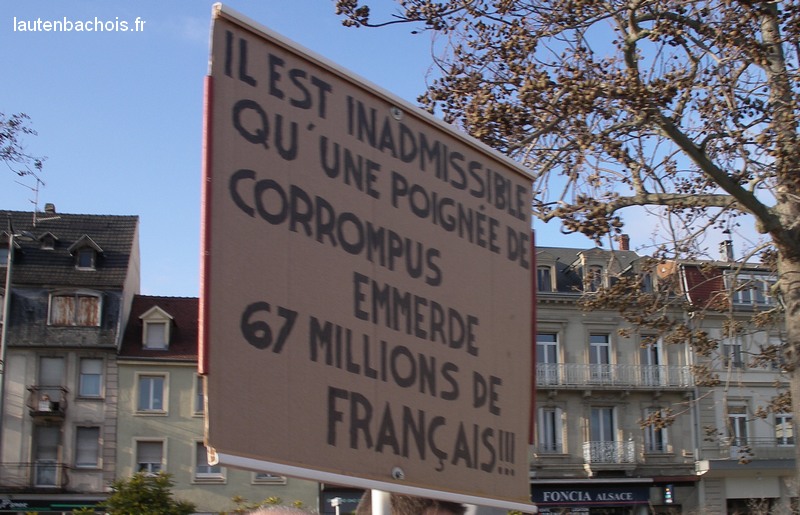 lautenbachois.fr
IL EST INADMISSIBLE
QU'UNE POIGNÉE DE
CORROMPUS
EMMERDE
67 MILLIONS DE
FRANÇAIS!!!
FONCIA ALSACE